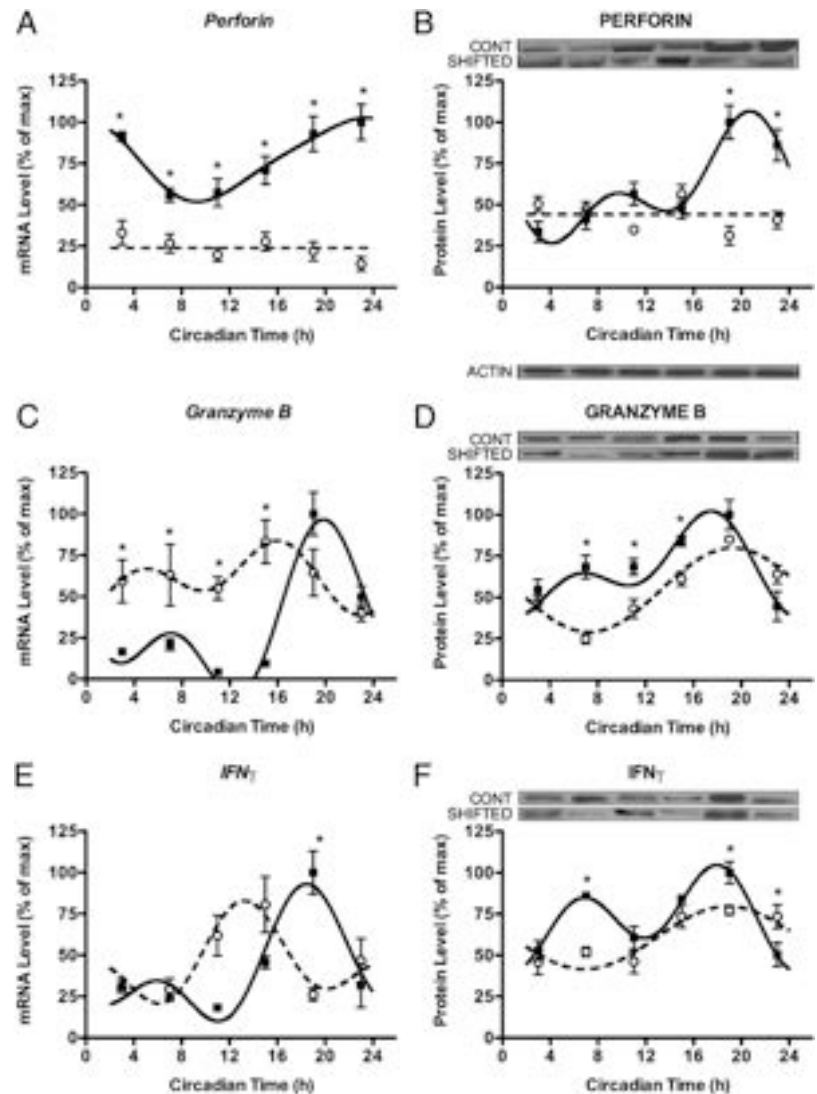 A
Perforin
mRNA Level (% of max)
125
100
75
50
25
0
* * * * * *
0 4 8 12 16 20 24
Circadian Time (h)
B
PERFORIN
CONT
SHIFTED
Protein Level (% of max)
125
100
75
50
25
0
* *
0 4 8 12 16 20 24
Circadian Time (h)
C
Granzyme B
mRNA Level (% of max)
125
100
75
50
25
0
* * * *
0 4 8 12 16 20 24
Circadian Time (h)
ACTIN
D
GRANZYME B
CONT
SHIFTED
Protein Level (% of max)
125
100
75
50
25
0
* * *
0 4 8 12 16 20 24
Circadian Time (h)
E
IFNγ
mRNA Level (% of max)
125
100
75
50
25
0
*
0 4 8 12 16 20 24
Circadian Time (h)
F
IFNγ
CONT
SHIFTED
Protein Level (% of max)
125
100
75
50
25
0
* * *
0 4 8 12 16 20 24
Circadian Time (h)